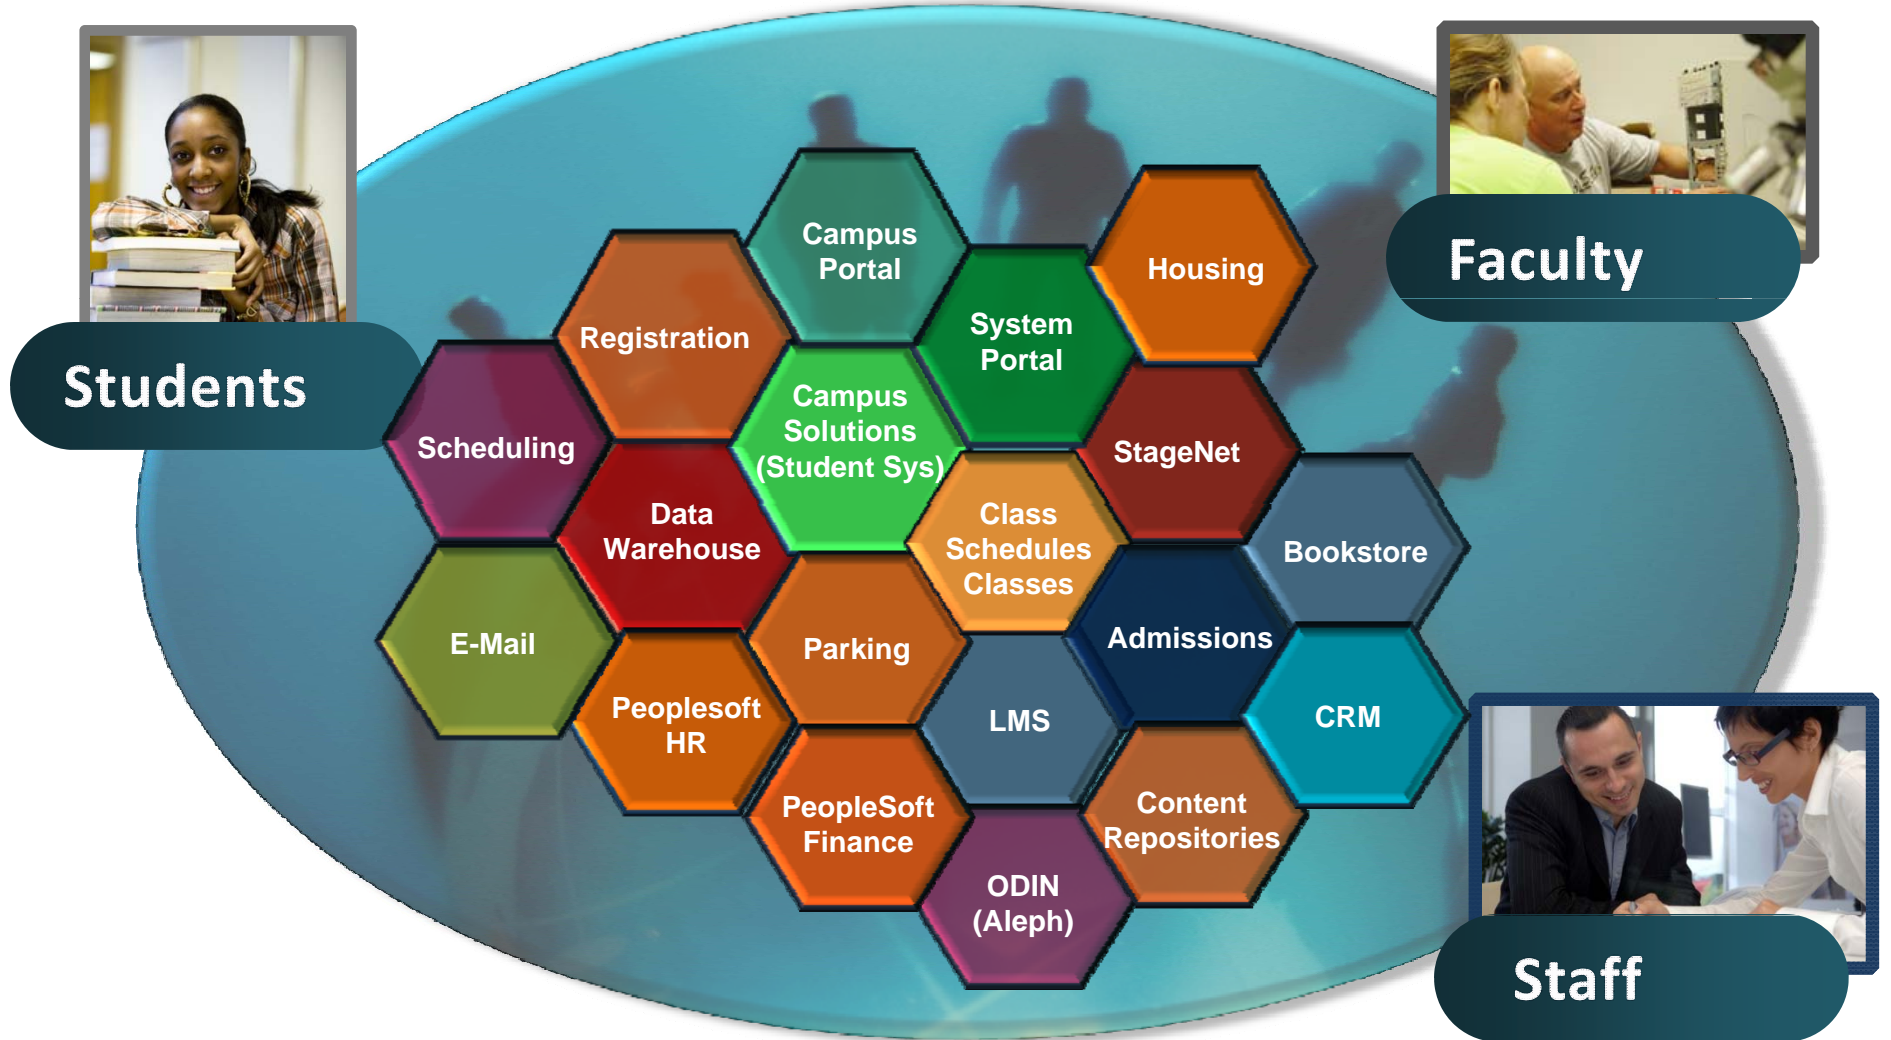 Students
Faculty
Staff
Campus
Portal
Housing
System
Portal
Registration
Campus
Solutions
(Student Sys)
Scheduling
StageNet
Data
Warehouse
Class
Schedules
Classes
Bookstore
E-Mail
Parking
Admissions
Peoplesoft
HR
LMS
CRM
PeopleSoft
Finance
Content
Repositories
ODIN
(Aleph)